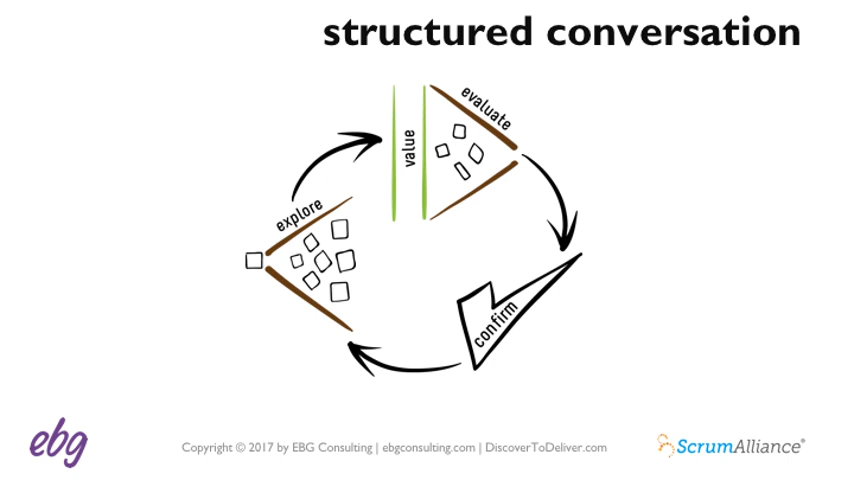 structured conversation
evaluate
value
explore
confirm
ebg
Copyright © 2017 by EBG Consulting | ebgconsulting.com | DiscoverToDeliver.com
ScrumAlliance®